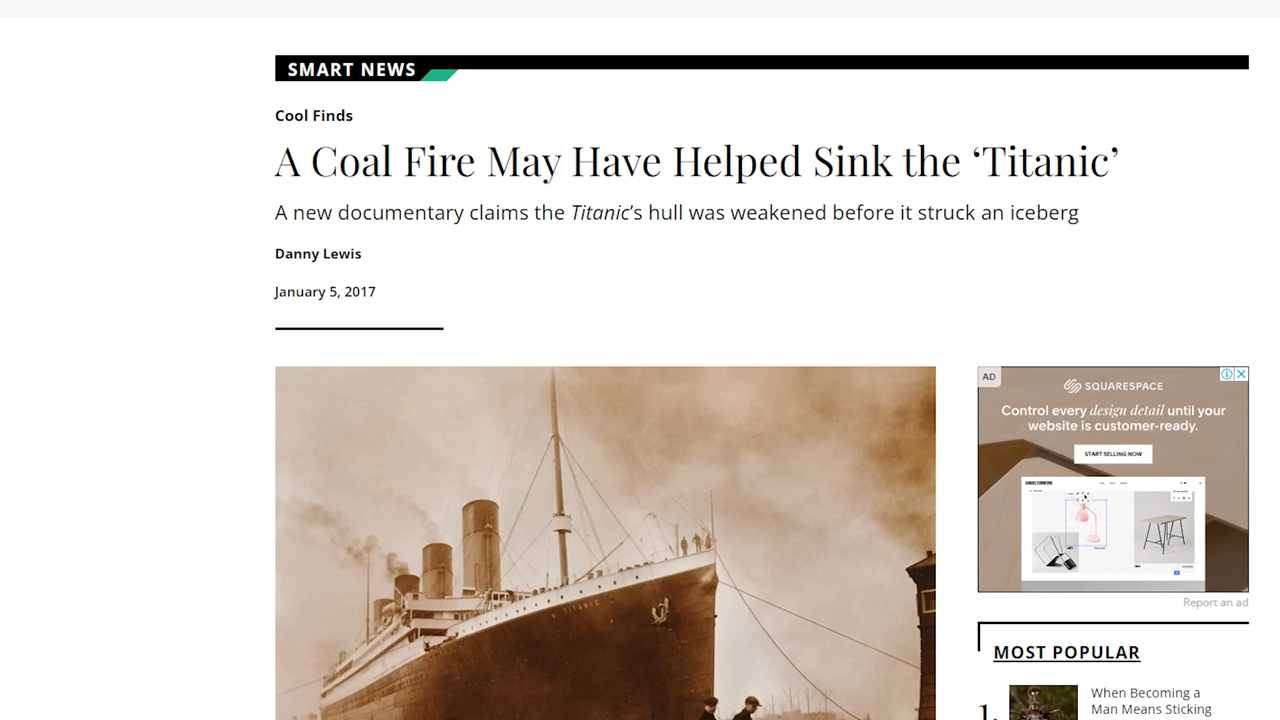 SMART NEWS
Cool Finds
A Coal Fire May Have Helped Sink the ‘Titanic’
A new documentary claims the Titanic’s hull was weakened before it struck an iceberg
Danny Lewis
January 5, 2017
TITANIC
AD
SQUARESPACE
Control every design detail until your
website is customer-ready.
START SELLING NOW
Report an ad
MOST POPULAR
1.
When Becoming a
Man Means Sticking